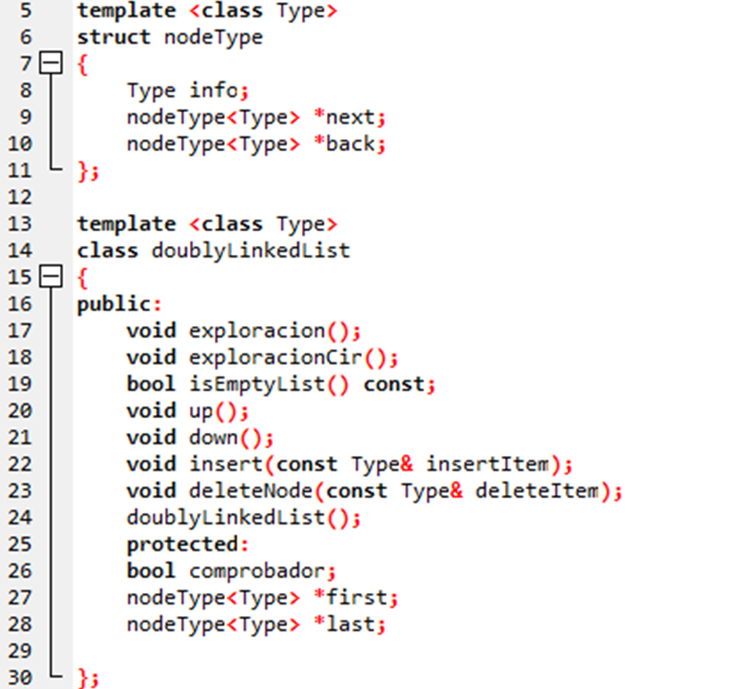 5 template <class Type>
6 struct nodeType
7 {
8 Type info;
9 nodeType<Type> *next;
10 nodeType<Type> *back;
11 };
12
13 template <class Type>
14 class doublyLinkedList
15 {
16 public:
17 void exploracion();
18 void exploracionCir();
19 bool isEmptyList() const;
20 void up();
21 void down();
22 void insert(const Type& insertItem);
23 void deleteNode(const Type& deleteItem);
24 doublyLinkedList();
25 protected:
26 bool comprobador;
27 nodeType<Type> *first;
28 nodeType<Type> *last;
29
30 };